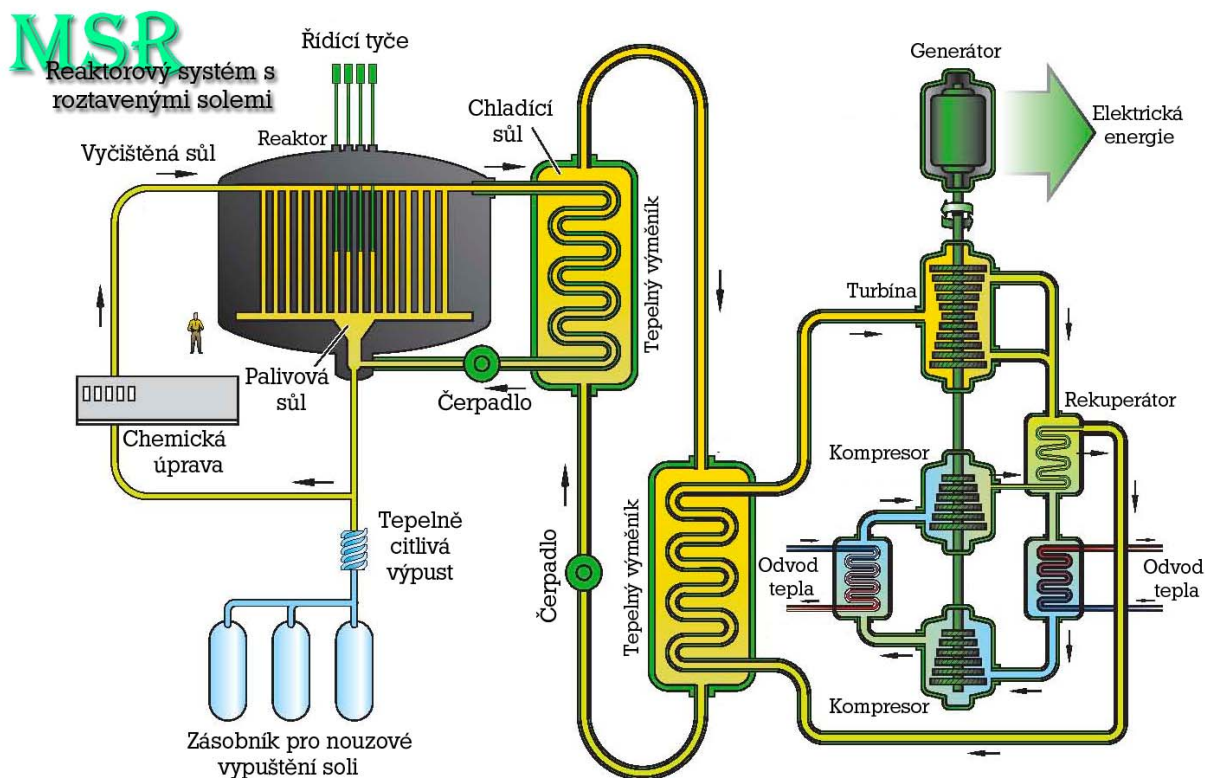 MSR
Reaktorový systém s
roztavenými solemi
Řídící tyče
Reaktor
Vyčištěná sůl
Chladící
sůl
Tepelný výměník
Palivová
sůl
Čerpadlo
Chemická
úprava
Tepelně
citlivá
výpust
Zásobník pro nouzové
vypuštění soli
Čerpadlo
Tepelný výměník
Generátor
Elektrická
energie
Turbína
Rekuperátor
Kompresor
Odvod
tepla
Odvod
tepla
Kompresor